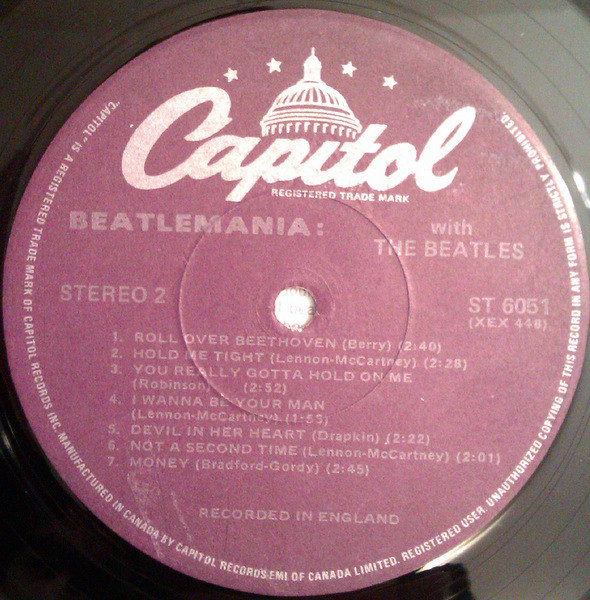 Capitol
REGISTERED TRADE MARK
BEATLEMANIA: with
THE BEATLES
STEREO 2 ST 6051
(XEX 448)
1. ROLL OVER BEETHOVEN (Berry) (2:40)
2. HOLD ME TIGHT (Lennon-McCartney) (2:28)
3. YOU REALLY GOTTA HOLD ON ME
(Robinson) (2:52)
4. I WANNA BE YOUR MAN
(Lennon-McCartney) (1:55)
5. DEVIL IN HER HEART (Drapkin) (2:22)
6. NOT A SECOND TIME (Lennon-McCartney) (2:01)
7. MONEY (Bradford-Gordy) (2:45)
RECORDED IN ENGLAND
"CAPITOL" IS A REGISTERED TRADE MARK OF CAPITOL RECORDS INC. MANUFACTURED IN CANADA BY CAPITOL RECORDS-EMI OF CANADA LIMITED. ALL RIGHTS RESERVED. UNAUTHORIZED COPYING OF THIS RECORD IN ANY FORM IS STRICTLY PROHIBITED.